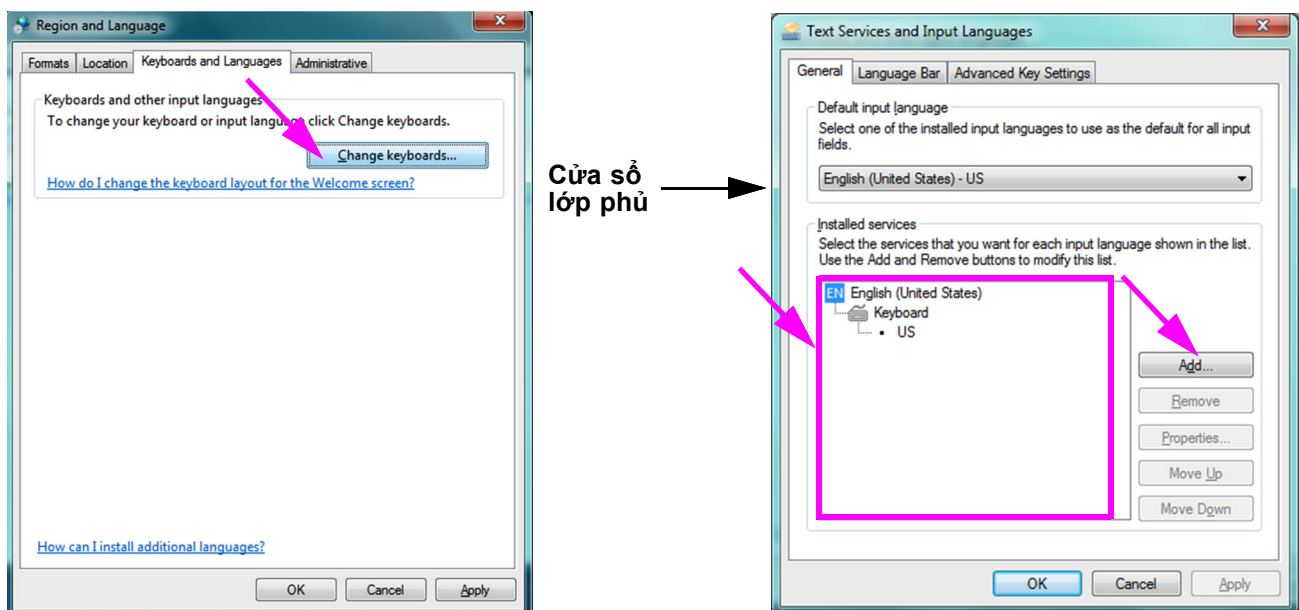 Region and Language
Formats Location Keyboards and Languages Administrative
Keyboards and other input languages
To change your keyboard or input language click Change keyboards.
Change keyboards...
How do I change the keyboard layout for the Welcome screen?
How can I install additional languages?
OK Cancel Apply
Cửa sổ
lớp phủ
Text Services and Input Languages
General Language Bar Advanced Key Settings
Default input language
Select one of the installed input languages to use as the default for all input
fields.
English (United States) - US
Installed services
Select the services that you want for each input language shown in the list.
Use the Add and Remove buttons to modify this list.
EN English (United States)
Keyboard
US
Add...
Remove
Properties...
Move Up
Move Down
OK Cancel Apply